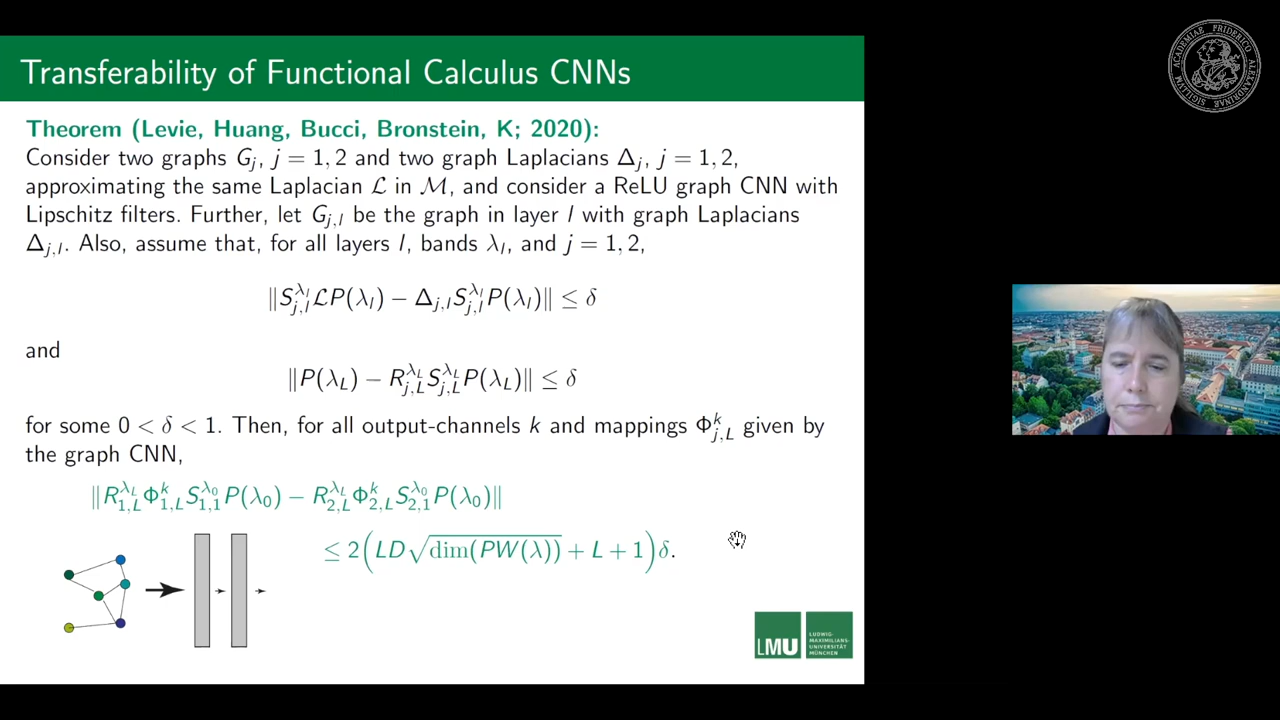 Transferability of Functional Calculus CNNs
Theorem (Levie, Huang, Bucci, Bronstein, K; 2020):
Consider two graphs G_j, j = 1, 2 and two graph Laplacians Δ_j, j = 1, 2,
approximating the same Laplacian ℒ in ℳ, and consider a ReLU graph CNN with
Lipschitz filters. Further, let G_{j,l} be the graph in layer l with graph Laplacians
Δ_{j,l}. Also, assume that, for all layers l, bands λ_l, and j = 1, 2,
‖S_{j,l}^{λ_l} ℒP(λ_l) − Δ_{j,l} S_{j,l}^{λ_l} P(λ_l)‖ ≤ δ
and
‖P(λ_L) − R_{j,L}^{λ_L} S_{j,L}^{λ_L} P(λ_L)‖ ≤ δ
for some 0 < δ < 1. Then, for all output-channels k and mappings Φ_{j,L}^k given by
the graph CNN,
‖R_{1,L}^{λ_L} Φ_{1,L}^k S_{1,1}^{λ_0} P(λ_0) − R_{2,L}^{λ_L} Φ_{2,L}^k S_{2,1}^{λ_0} P(λ_0)‖
≤ 2(LD√dim(PW(λ)) + L + 1)δ.
LMU
LUDWIG-
MAXIMILIANS-
UNIVERSITÄT
MÜNCHEN
SIGILLVM ACADEMIAE FRIDERICO ALEXANDRINAE